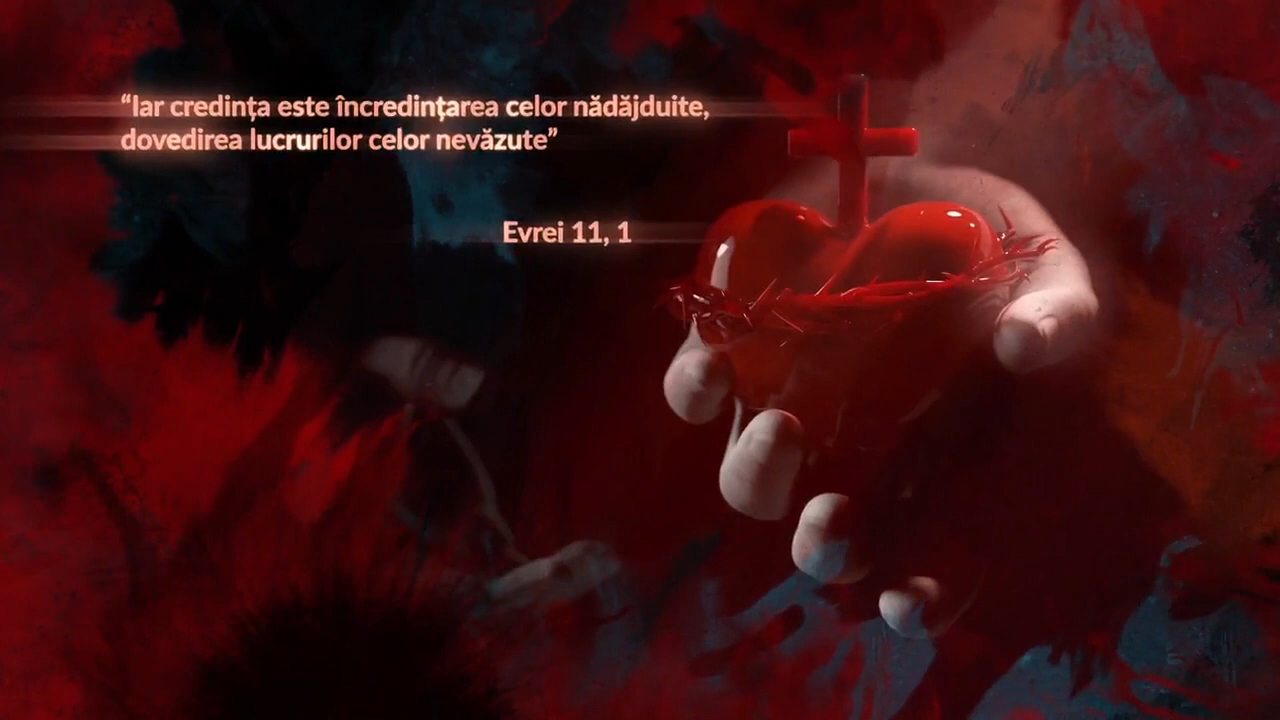 “Iar credința este încredințarea celor nădăjduite,
dovedirea lucrurilor celor nevăzute”
Evrei 11, 1